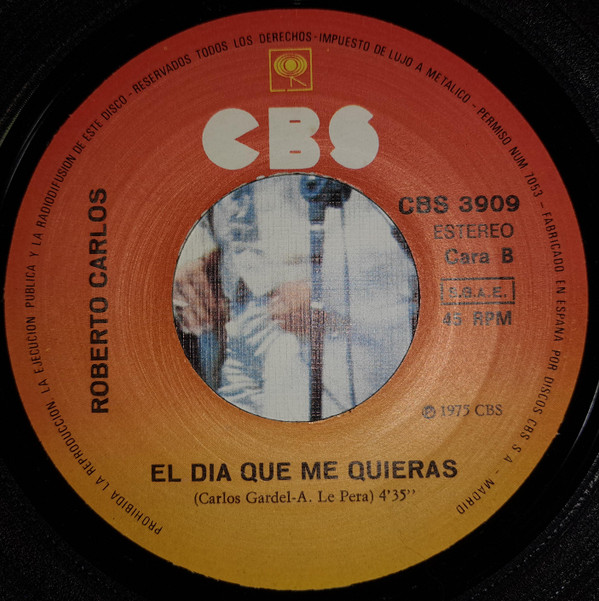 PROHIBIDA LA REPRODUCCION, LA EJECUCION PUBLICA Y LA RADIODIFUSION DE ESTE DISCO - RESERVADOS TODOS LOS DERECHOS - IMPUESTO DE LUJO A METALICO - PERMISO NUM 7053 - FABRICADO EN ESPAÑA POR DISCOS CBS S. A. - MADRID
CBS
ROBERTO CARLOS
CBS 3909
ESTEREO
Cara B
S.G.A.E.
45 RPM
℗ 1975 CBS
EL DIA QUE ME QUIERAS
(Carlos Gardel-A. Le Pera) 4'35"